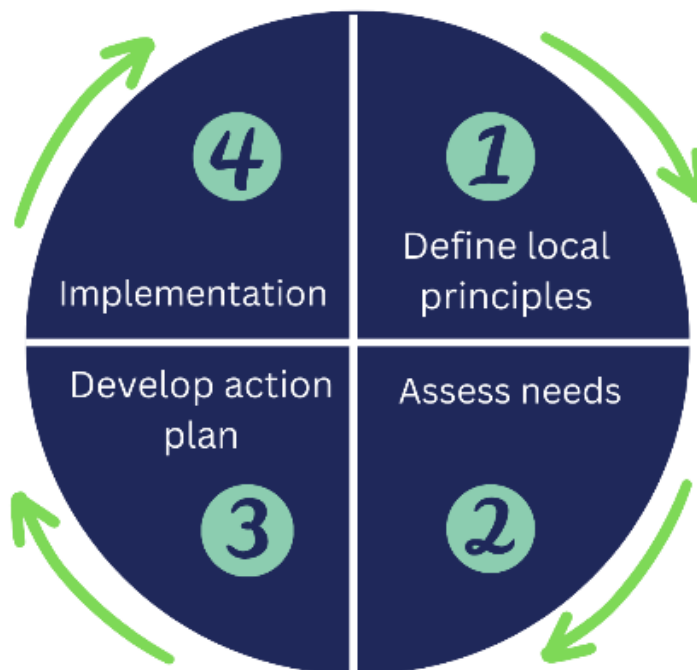 1
Define local
principles
Assess needs
2
Develop action
plan
3
4
Implementation